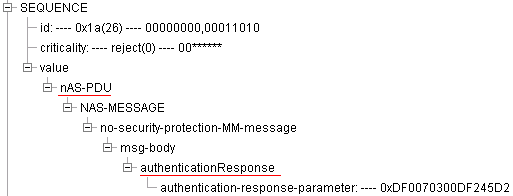 SEQUENCE
id: ---- 0x1a(26) ---- 00000000,00011010
criticality: ---- reject(0) ---- 00******
value
nAS-PDU
NAS-MESSAGE
no-security-protection-MM-message
msg-body
authenticationResponse
authentication-response-parameter: ---- 0xDF0070300DF245D2